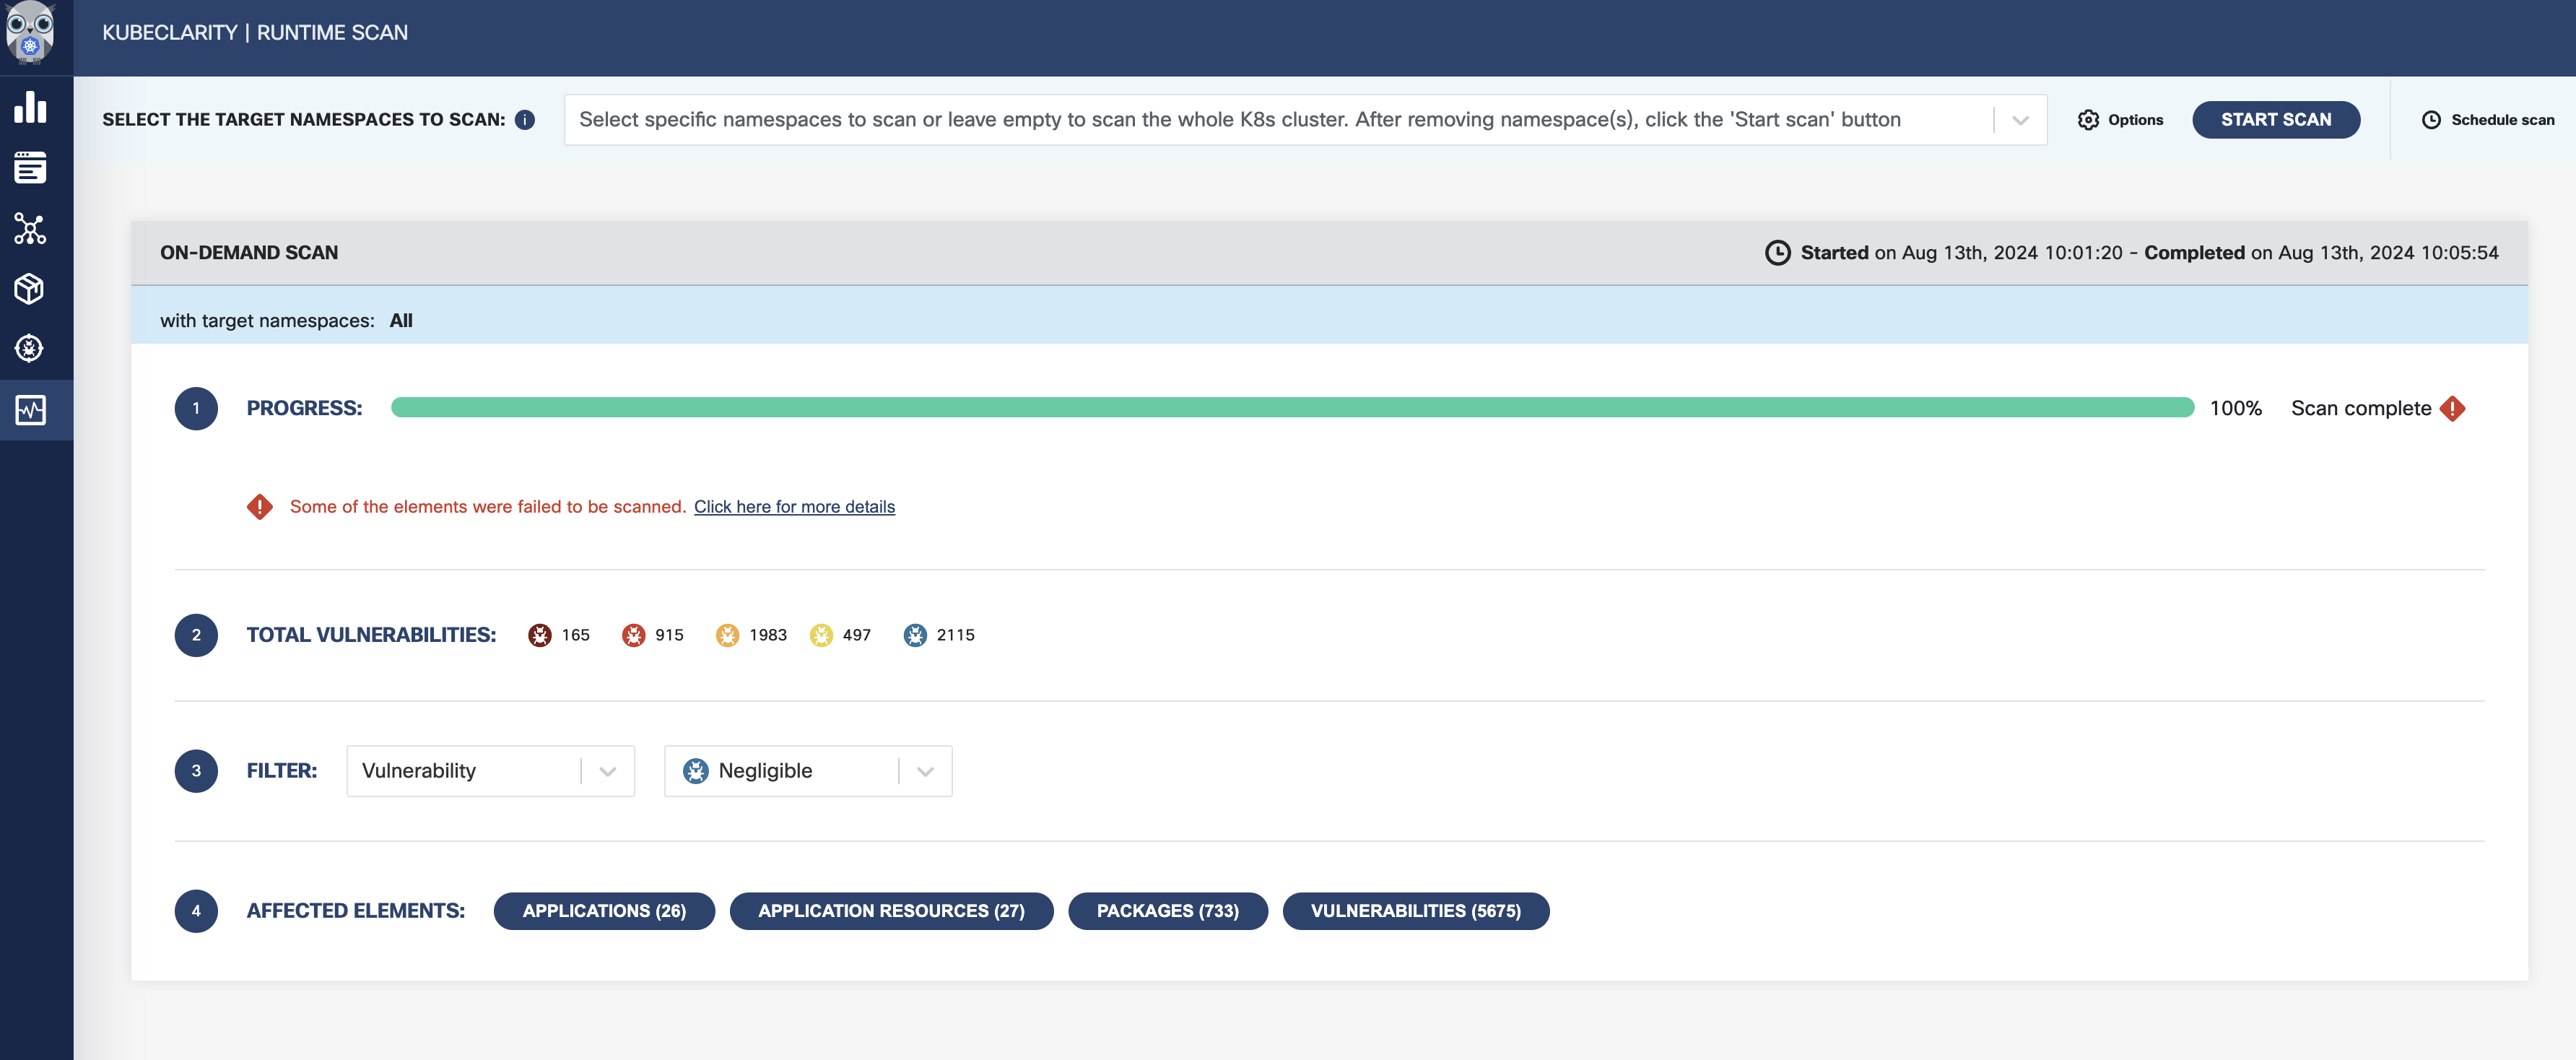 KUBECLARITY | RUNTIME SCAN
SELECT THE TARGET NAMESPACES TO SCAN: i
Select specific namespaces to scan or leave empty to scan the whole K8s cluster. After removing namespace(s), click the 'Start scan' button
Options
START SCAN
Schedule scan
ON-DEMAND SCAN
Started on Aug 13th, 2024 10:01:20 - Completed on Aug 13th, 2024 10:05:54
with target namespaces: All
1 PROGRESS: 100% Scan complete !
! Some of the elements were failed to be scanned. Click here for more details
2 TOTAL VULNERABILITIES: 165 915 1983 497 2115
3 FILTER: Vulnerability Negligible
4 AFFECTED ELEMENTS: APPLICATIONS (26) APPLICATION RESOURCES (27) PACKAGES (733) VULNERABILITIES (5675)